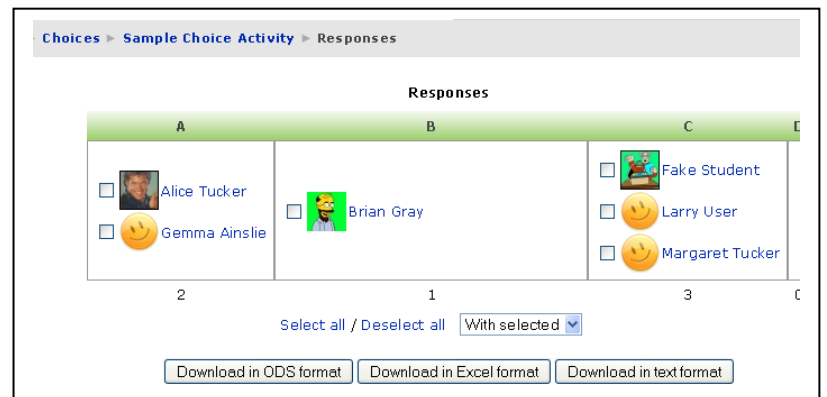 Choices ► Sample Choice Activity ► Responses
Responses
A B C D
Alice Tucker
Gemma Ainslie
Brian Gray
Fake Student
Larry User
Margaret Tucker
2 1 3 0
Select all / Deselect all With selected
Download in ODS format Download in Excel format Download in text format